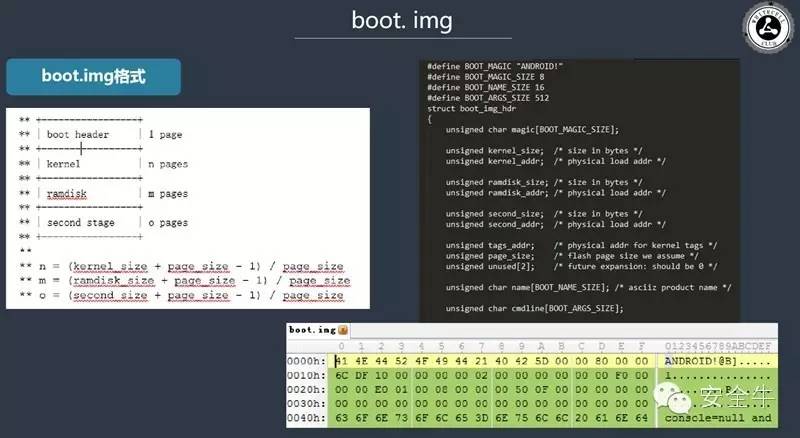 boot. img
WHITECELL
CLUB
boot.img格式
** +-----------------+
** | boot header | 1 page
** +-----------------+
** | kernel | n pages
** +-----------------+
** | ramdisk | m pages
** +-----------------+
** | second stage | o pages
** +-----------------+
**
** n = (kernel_size + page_size - 1) / page_size
** m = (ramdisk_size + page_size - 1) / page_size
** o = (second_size + page_size - 1) / page_size
#define BOOT_MAGIC "ANDROID!"
#define BOOT_MAGIC_SIZE 8
#define BOOT_NAME_SIZE 16
#define BOOT_ARGS_SIZE 512
struct boot_img_hdr
{
unsigned char magic[BOOT_MAGIC_SIZE];
unsigned kernel_size; /* size in bytes */
unsigned kernel_addr; /* physical load addr */
unsigned ramdisk_size; /* size in bytes */
unsigned ramdisk_addr; /* physical load addr */
unsigned second_size; /* size in bytes */
unsigned second_addr; /* physical load addr */
unsigned tags_addr; /* physical addr for kernel tags */
unsigned page_size; /* flash page size we assume */
unsigned unused[2]; /* future expansion: should be 0 */
unsigned char name[BOOT_NAME_SIZE]; /* asciiz product name */
unsigned char cmdline[BOOT_ARGS_SIZE];
boot.img
0 1 2 3 4 5 6 7 8 9 A B C D E F 0123456789ABCDEF
0000h: 41 4E 44 52 4F 49 44 21 40 42 5D 00 00 80 00 00 ANDROID!@B]..
0010h: 6C DF 10 00 00 00 00 02 00 00 00 00 00 00 F0 00 l
0020h: 00 00 E0 01 00 08 00 00 00 50 0F 00 00 00 00 00
0030h: 00 00 00 00 00 00 00 00 00 00 00 00 00 00 00 00
0040h: 63 6F 6E 73 6F 6C 65 3D 6E 75 6C 6C 20 61 6E 64 console=null and
安全牛